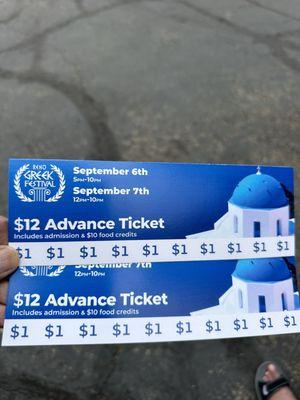 RENO
GREEK
FESTIVAL
September 6th
5PM-10PM
September 7th
12PM-10PM
$12 Advance Ticket
Includes admission & $10 food credits
$1 $1 $1 $1 $1 $1 $1 $1 $1 $1
September 7th
12PM-10PM
$12 Advance Ticket
Includes admission & $10 food credits
$1 $1 $1 $1 $1 $1 $1 $1 $1 $1